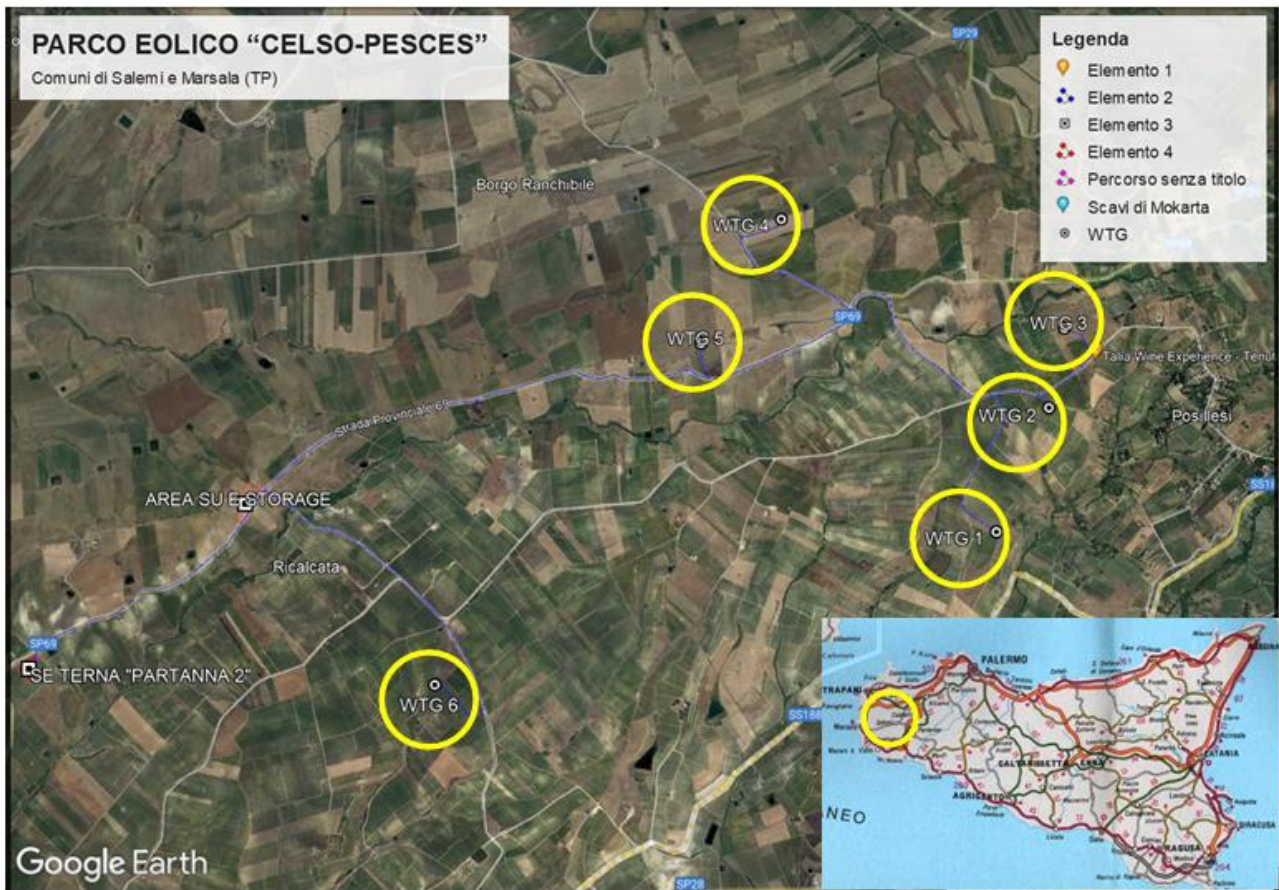 PARCO EOLICO “CELSO-PESCES”
Comuni di Salemi e Marsala (TP)
Legenda
Elemento 1
Elemento 2
Elemento 3
Elemento 4
Percorso senza titolo
Scavi di Mokarta
WTG
SP29
Borgo Ranchibile
WTG 4
SP69
WTG 3
WTG 5
Talia Wine Experience - Tenut
WTG 2
Posillesi
Strada Provinciale 69
SS18
AREA SU E STORAGE
WTG 1
Ricalcata
SP69
SE TERNA "PARTANNA 2"
WTG 6
SS188
SP28
Google Earth
PALERMO
TRAPANI
CALTANISSETTA
ENNA
CATANIA
AGRIGENTO
SIRACUSA
RAGUSA
NEO